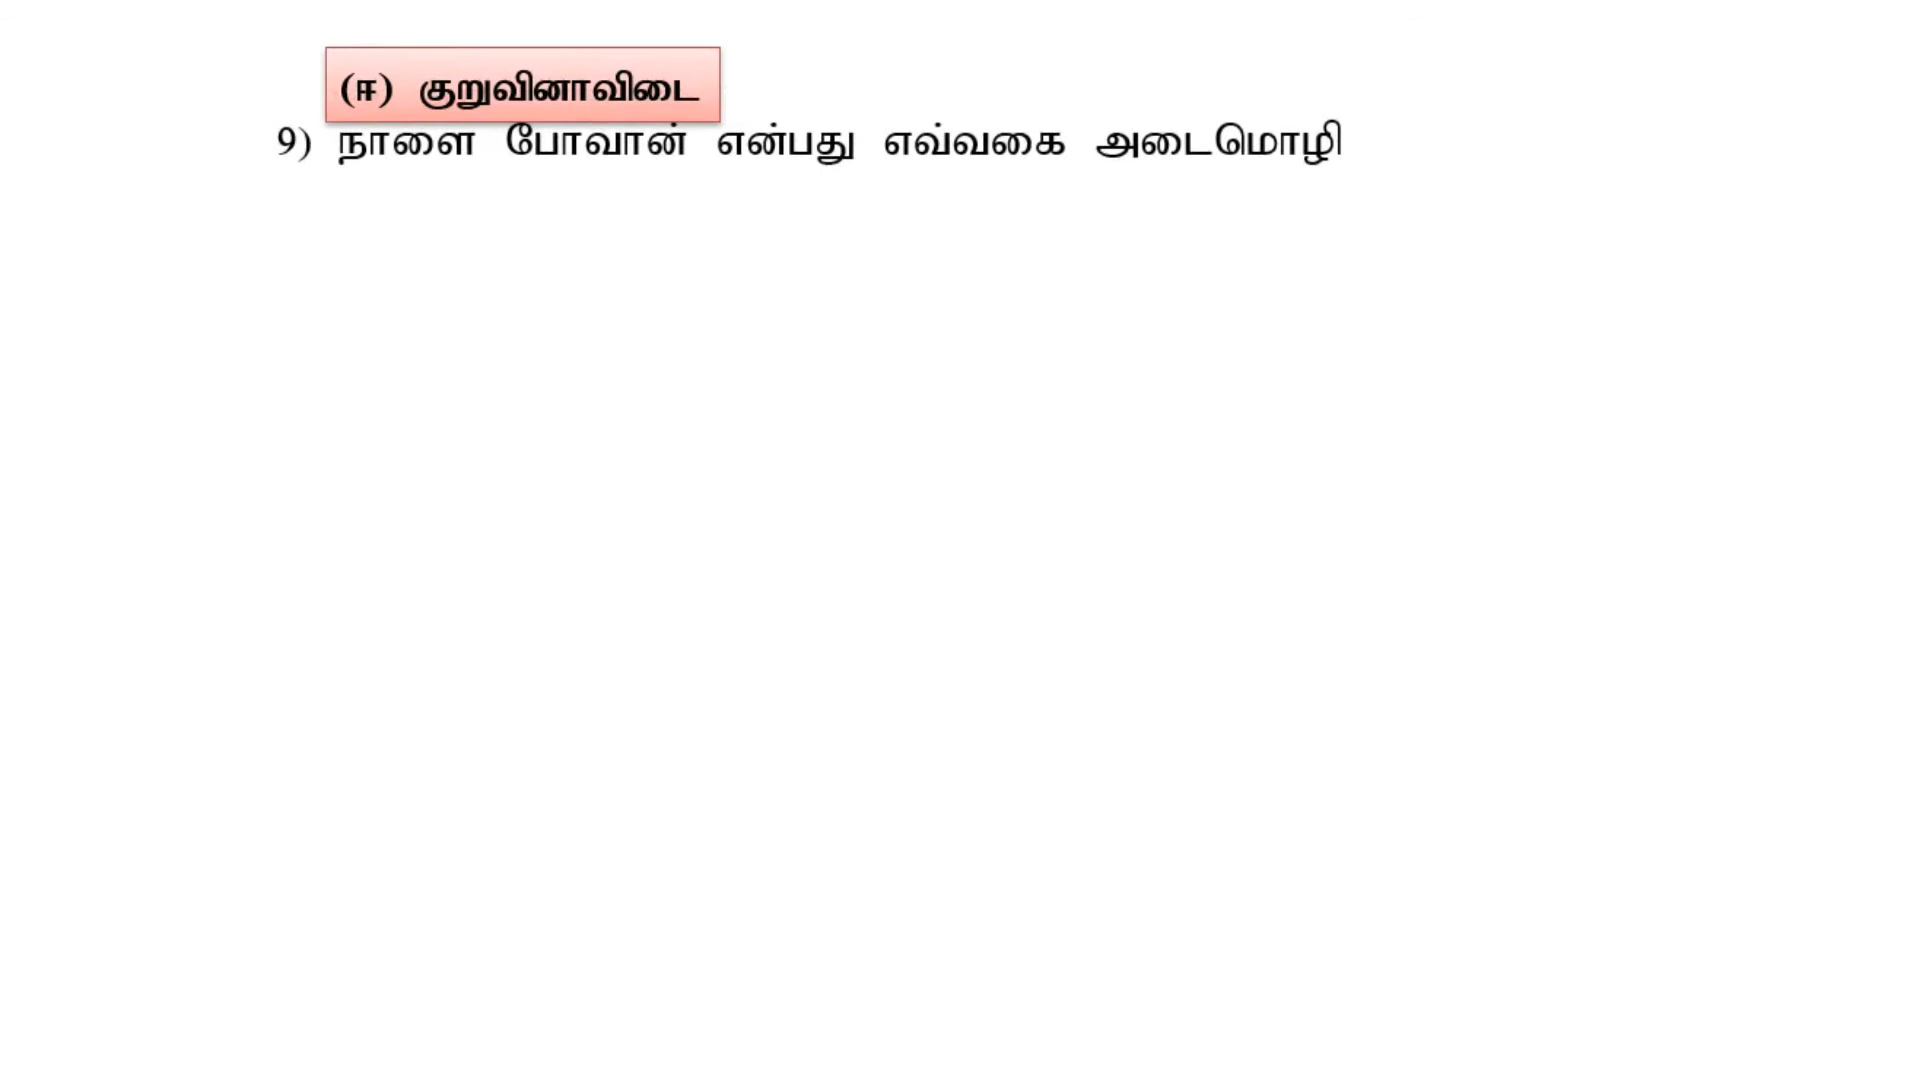 (ஈ) குறுவினாவிடை
9) நாளை போவான் என்பது எவ்வகை அடைமொழி